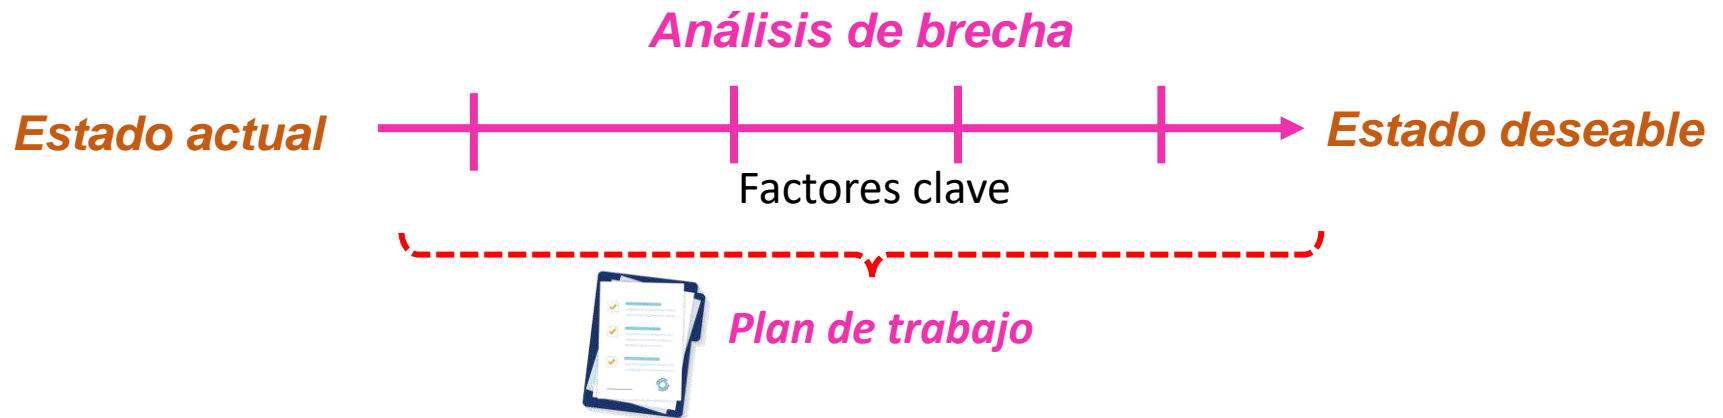 Análisis de brecha
Estado actual
Estado deseable
Factores clave
Plan de trabajo